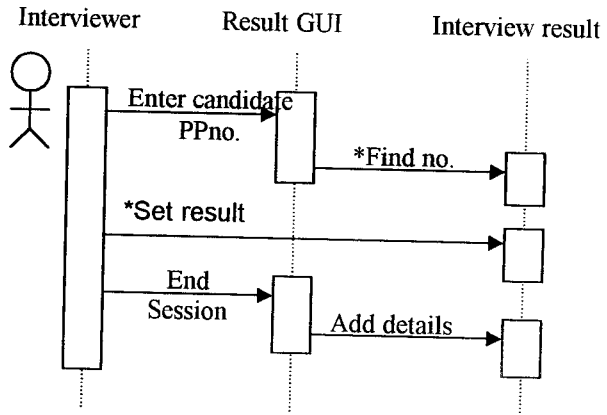 Interviewer
Result GUI
Interview result
Enter candidate
PPno.
*Find no.
*Set result
End
Session
Add details